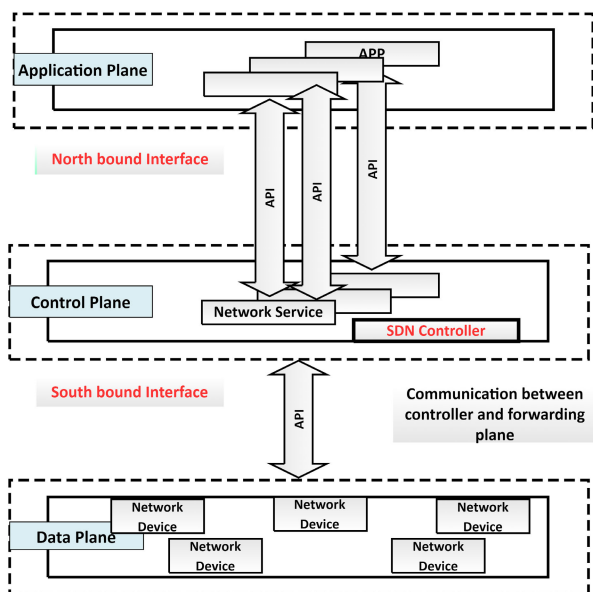 APP
Application Plane
North bound Interface
API
API
API
Control Plane
Network Service
SDN Controller
South bound Interface
API
Communication between
controller and forwarding
plane
Network
Device
Network
Device
Network
Device
Data Plane
Network
Device
Network
Device